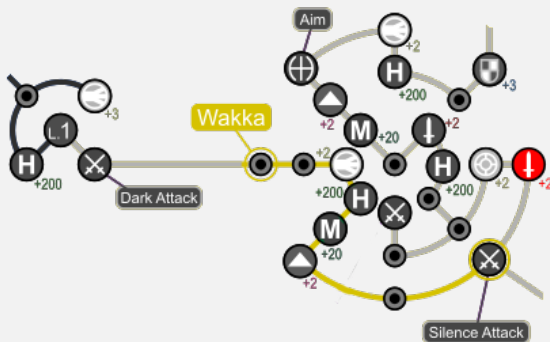 Aim
+2
H
+200
+3
+2
M
+20
+2
+3
Wakka
L.1
H
+200
+2
+200
H
H
+200
+2
+2
Dark Attack
M
+20
+2
Silence Attack